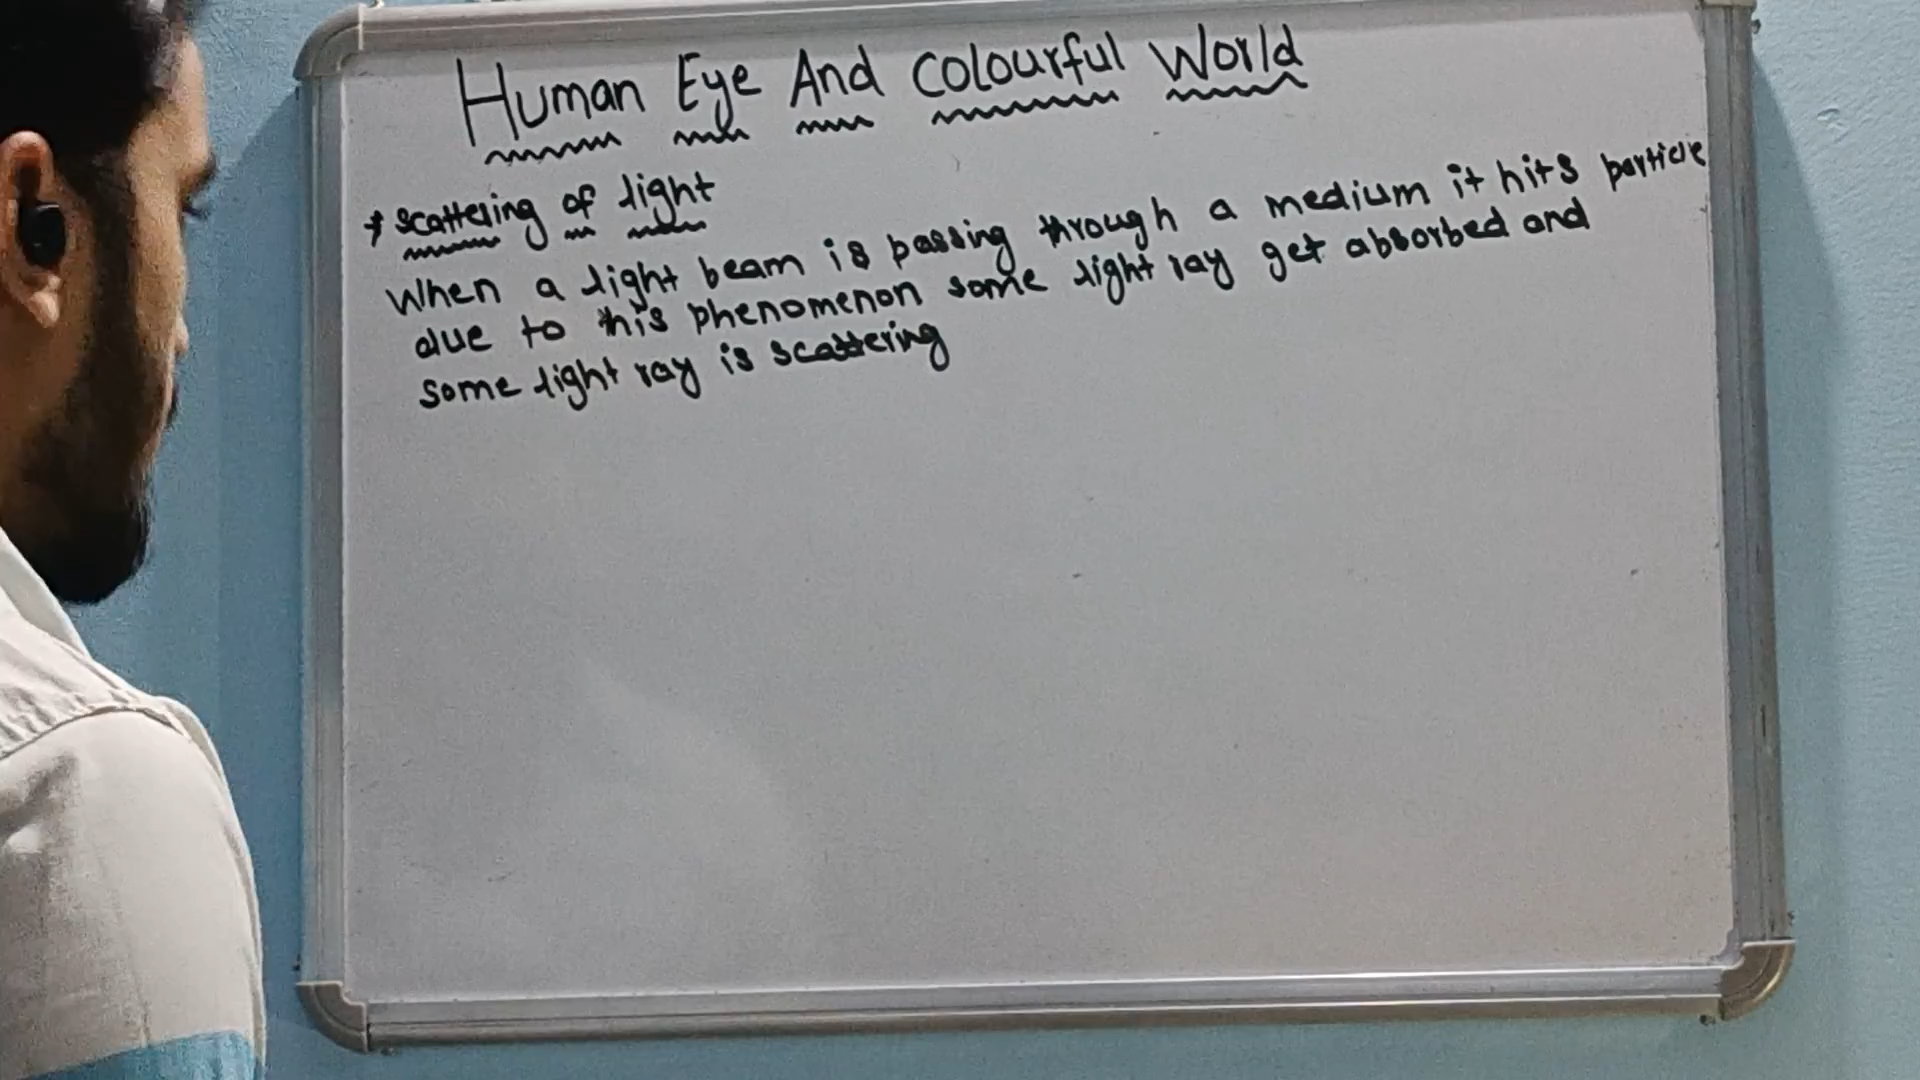 Human Eye And Colourful World
* Scattering of light
When a light beam is passing through a medium it hits particle
due to this phenomenon some light ray get absorbed and
some light ray is scattering